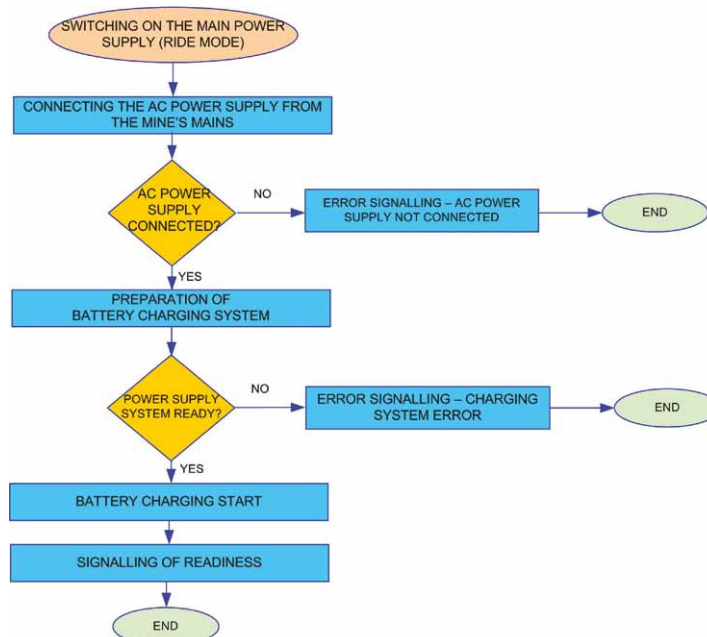 SWITCHING ON THE MAIN POWER
SUPPLY (RIDE MODE)
CONNECTING THE AC POWER SUPPLY FROM
THE MINE'S MAINS
AC POWER
SUPPLY
CONNECTED?
NO
ERROR SIGNALLING – AC POWER
SUPPLY NOT CONNECTED
END
YES
PREPARATION OF
BATTERY CHARGING SYSTEM
POWER SUPPLY
SYSTEM READY?
NO
ERROR SIGNALLING – CHARGING
SYSTEM ERROR
END
YES
BATTERY CHARGING START
SIGNALLING OF READINESS
END